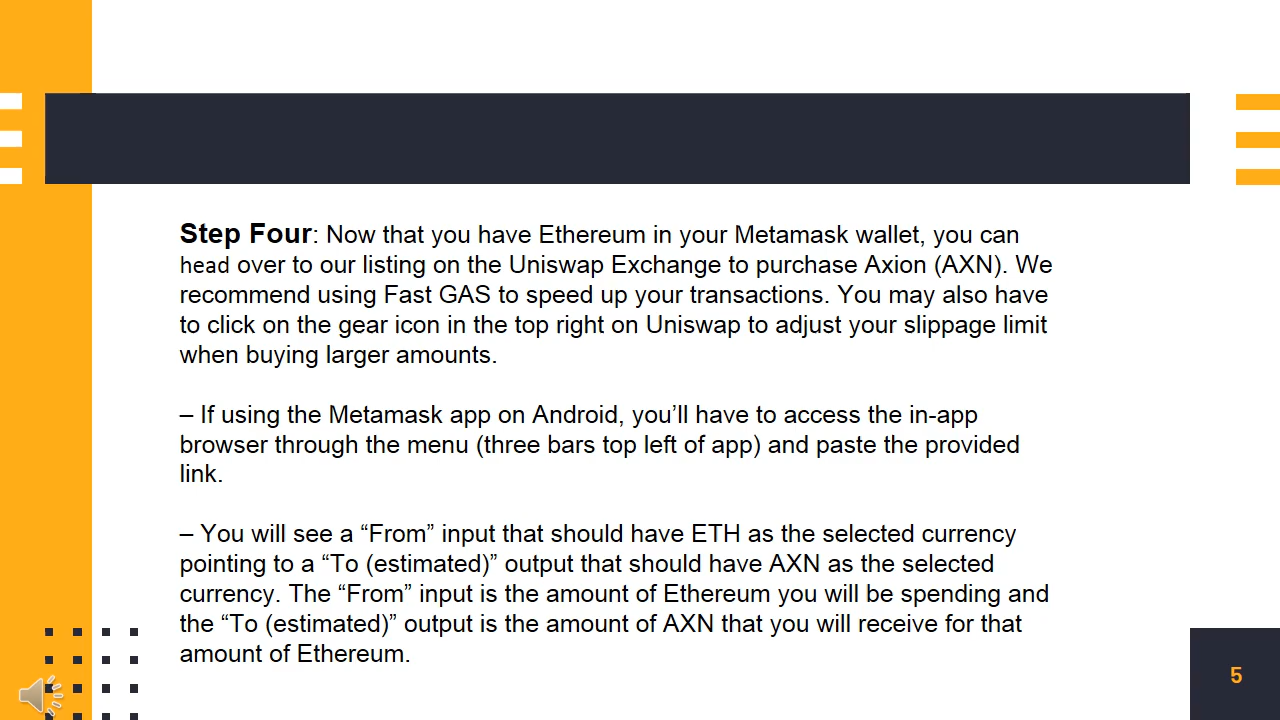 Step Four: Now that you have Ethereum in your Metamask wallet, you can
head over to our listing on the Uniswap Exchange to purchase Axion (AXN). We
recommend using Fast GAS to speed up your transactions. You may also have
to click on the gear icon in the top right on Uniswap to adjust your slippage limit
when buying larger amounts.
– If using the Metamask app on Android, you’ll have to access the in-app
browser through the menu (three bars top left of app) and paste the provided
link.
– You will see a “From” input that should have ETH as the selected currency
pointing to a “To (estimated)” output that should have AXN as the selected
currency. The “From” input is the amount of Ethereum you will be spending and
the “To (estimated)” output is the amount of AXN that you will receive for that
amount of Ethereum.
5